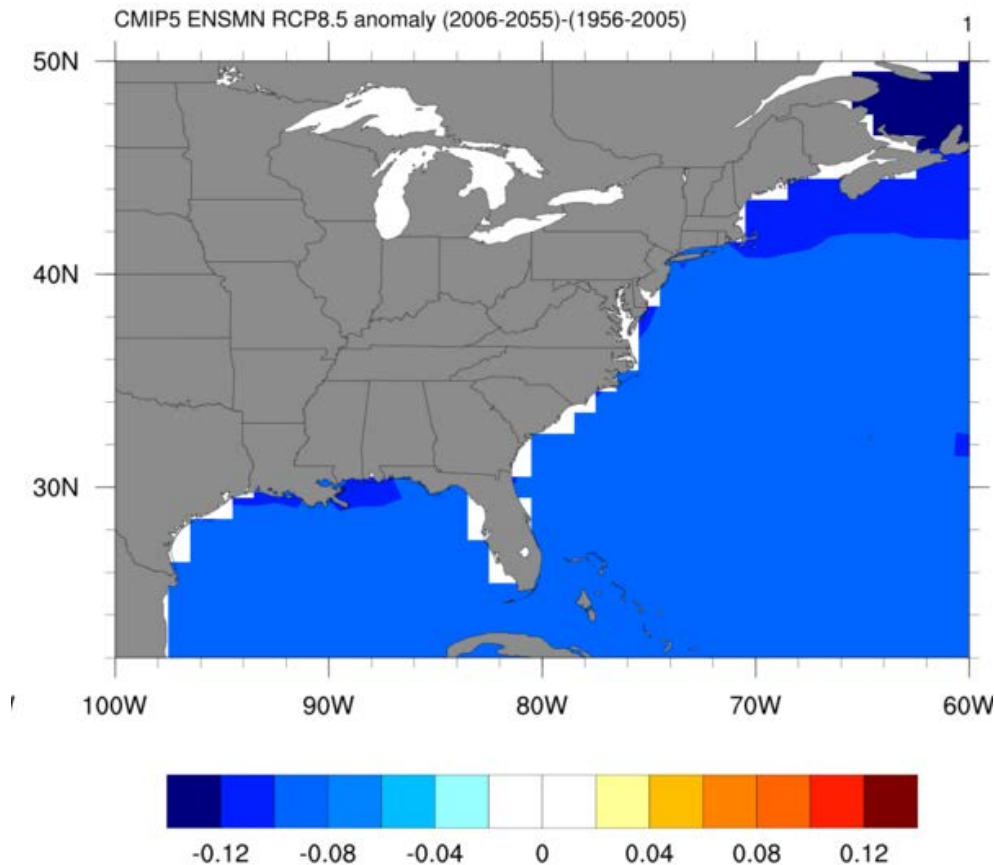 CMIP5 ENSMN RCP8.5 anomaly (2006-2055)-(1956-2005) 1
50N
40N
30N
100W 90W 80W 70W 60W
-0.12 -0.08 -0.04 0 0.04 0.08 0.12